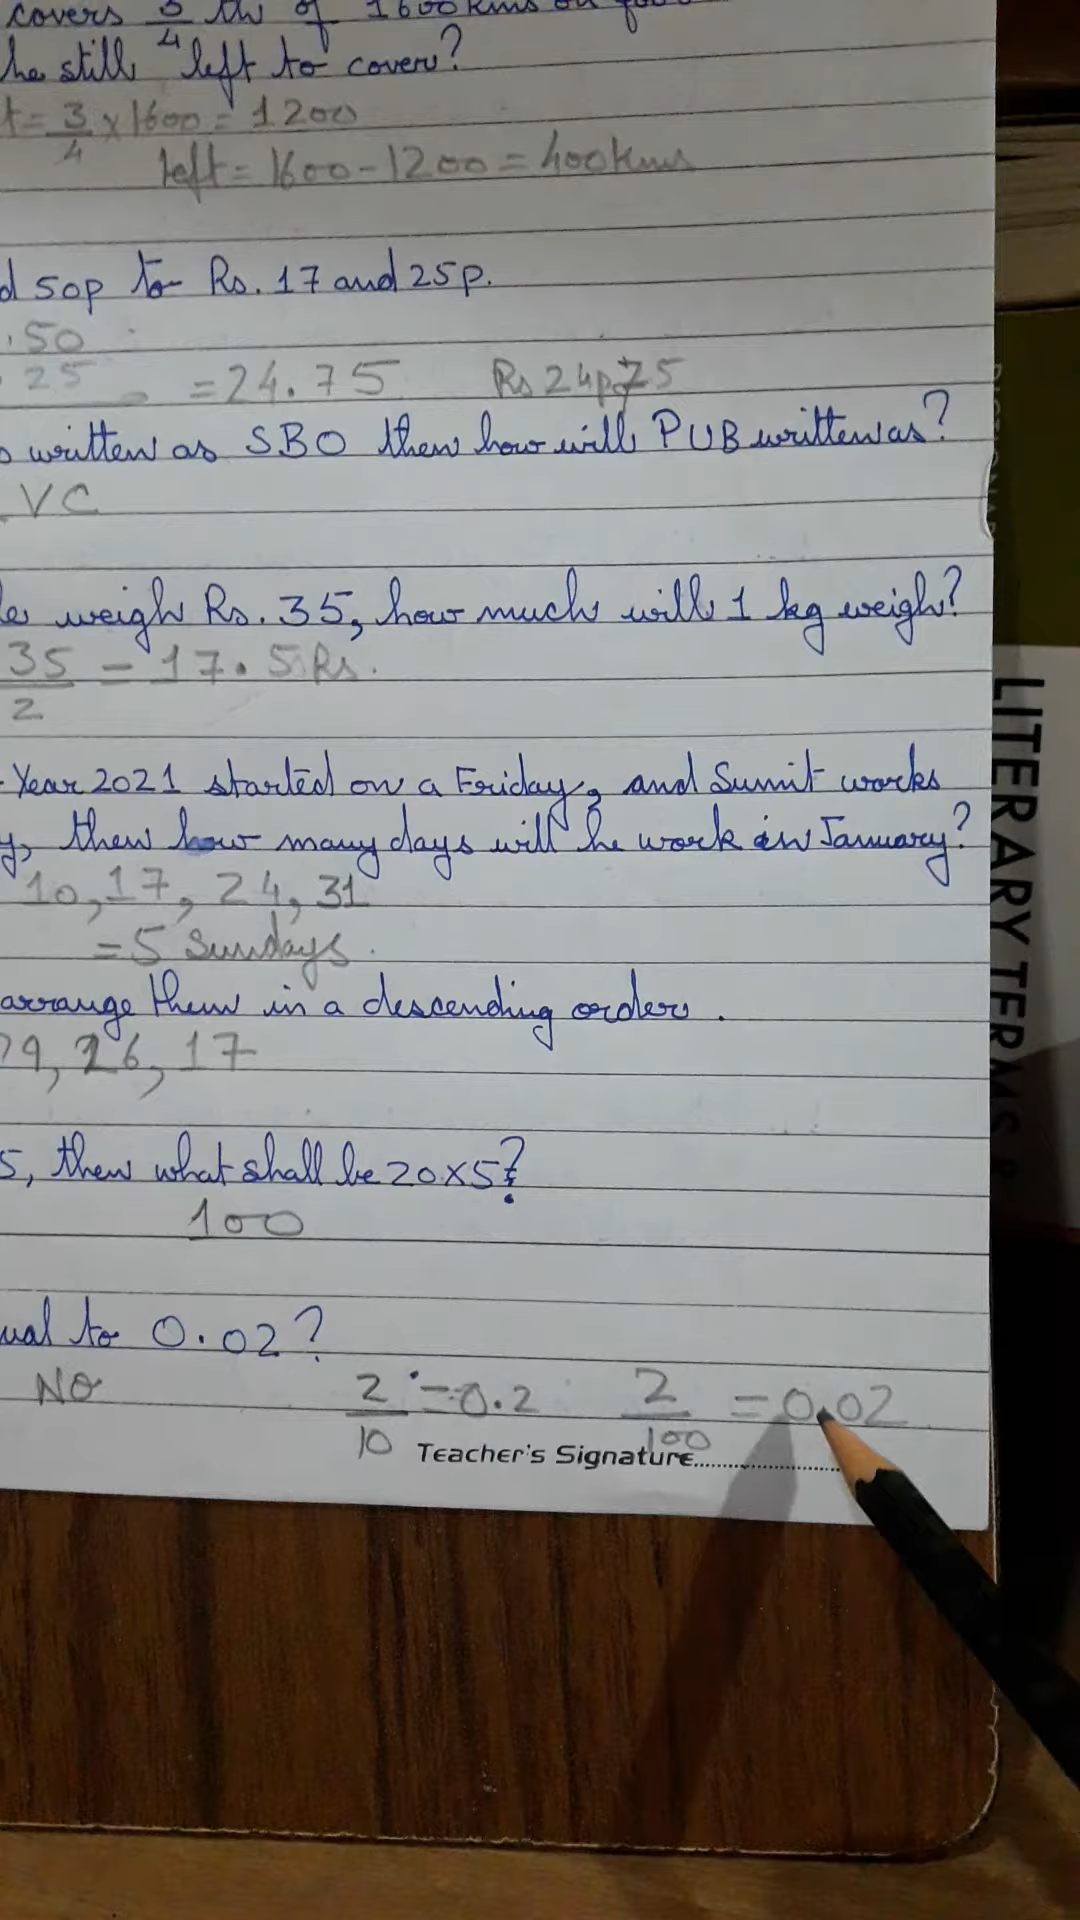 covers 3 th of 1600 kms on
4
he still left to cover?
t = 3 x 1600 = 1200
4
left = 1600 - 1200 = 400 kms
d 50p to Rs. 17 and 25p.
.50
.25 = 24.75 Rs 24p75
written as SBO then how will PUB written as?
VC
weigh Rs. 35, how much will 1 kg weigh?
35 = 17.5 Rs.
2
Year 2021 started on a Friday, and Sumit works
y, then how many days will he work in January?
10, 17, 24, 31
= 5 Sundays.
arrange them in a descending order.
29, 26, 17
5, then what shall be 20x5?
100
ual to 0.02?
NO 2 = 0.2 2 = 0.02
10 100
Teacher's Signature
LITERARY TERMS